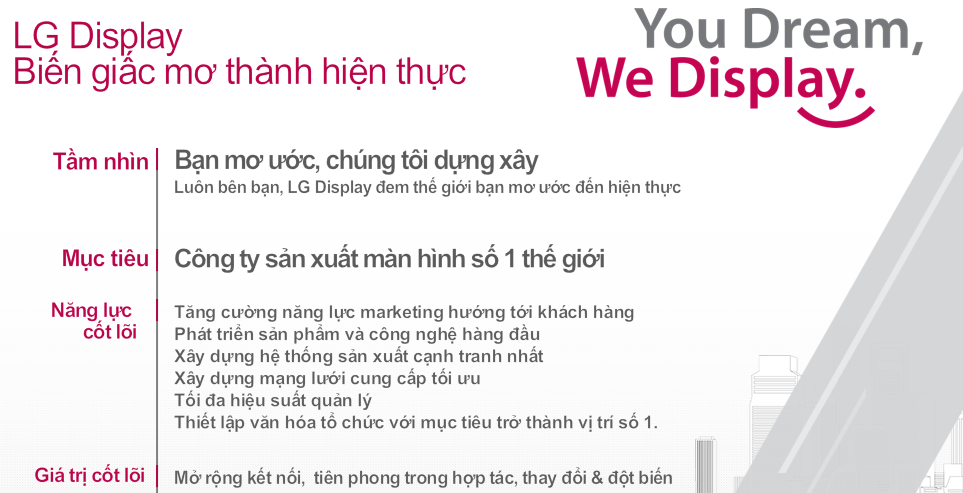 LG Display
Biến giấc mơ thành hiện thực
You Dream,
We Display.
Tầm nhìn
Bạn mơ ước, chúng tôi dựng xây
Luôn bên bạn, LG Display đem thế giới bạn mơ ước đến hiện thực
Mục tiêu
Công ty sản xuất màn hình số 1 thế giới
Năng lực
cốt lõi
Tăng cường năng lực marketing hướng tới khách hàng
Phát triển sản phẩm và công nghệ hàng đầu
Xây dựng hệ thống sản xuất cạnh tranh nhất
Xây dựng mạng lưới cung cấp tối ưu
Tối đa hiệu suất quản lý
Thiết lập văn hóa tổ chức với mục tiêu trở thành vị trí số 1.
Giá trị cốt lõi
Mở rộng kết nối, tiên phong trong hợp tác, thay đổi & đột biến